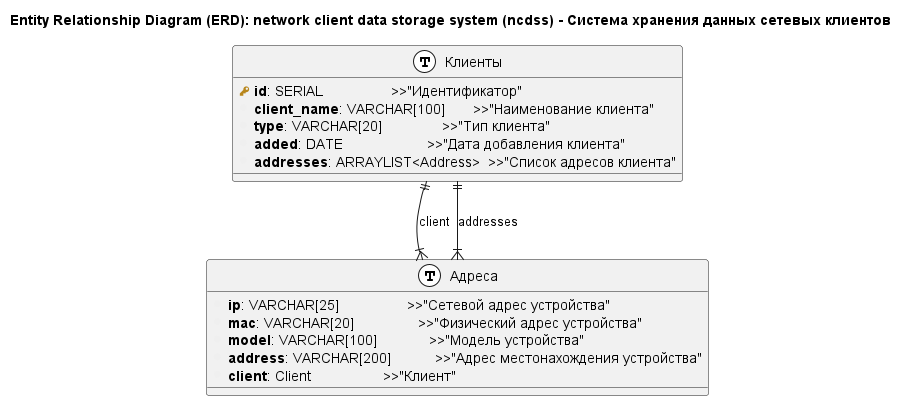 Entity Relationship Diagram (ERD): network client data storage system (ncdss) - Система хранения данных сетевых клиентов
T Клиенты
id: SERIAL >>"Идентификатор"
client_name: VARCHAR[100] >>"Наименование клиента"
type: VARCHAR[20] >>"Тип клиента"
added: DATE >>"Дата добавления клиента"
addresses: ARRAYLIST<Address> >>"Список адресов клиента"
client addresses
T Адреса
ip: VARCHAR[25] >>"Сетевой адрес устройства"
mac: VARCHAR[20] >>"Физический адрес устройства"
model: VARCHAR[100] >>"Модель устройства"
address: VARCHAR[200] >>"Адрес местонахождения устройства"
client: Client >>"Клиент"